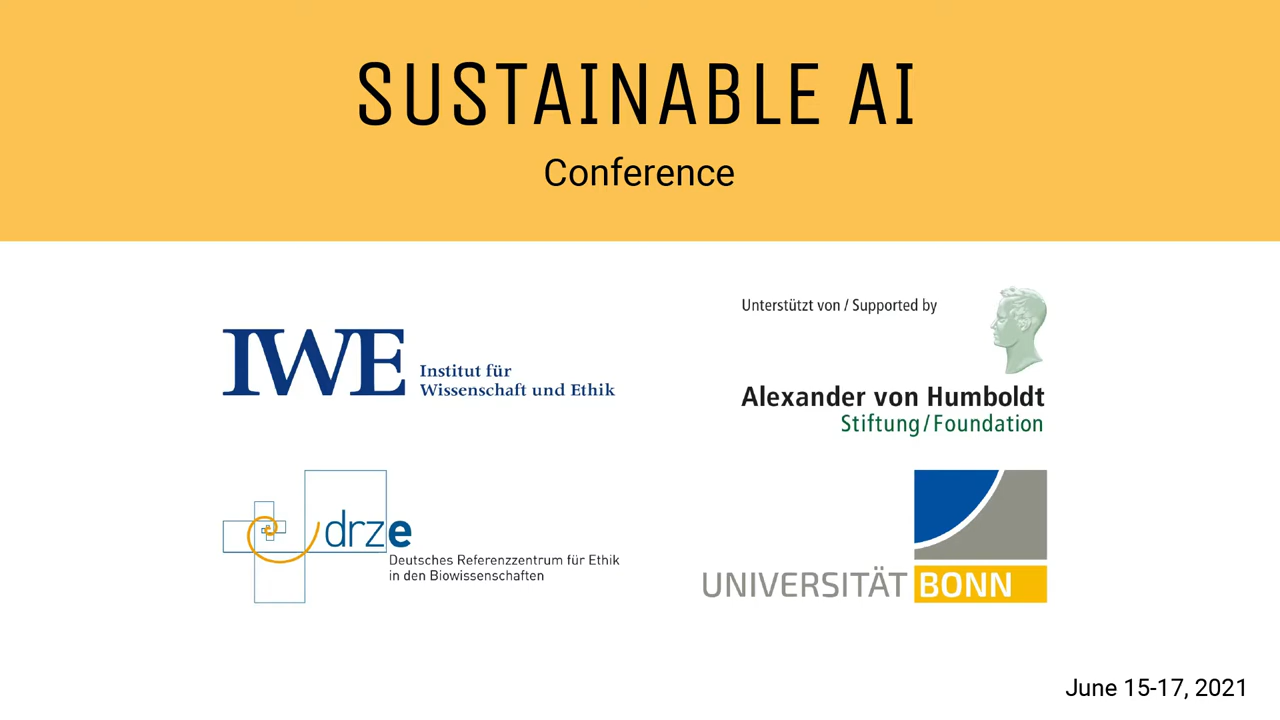 SUSTAINABLE AI
Conference
IWE
Institut für
Wissenschaft und Ethik
Unterstützt von / Supported by
Alexander von Humboldt
Stiftung/Foundation
drze
Deutsches Referenzzentrum für Ethik
in den Biowissenschaften
UNIVERSITÄT BONN
June 15-17, 2021